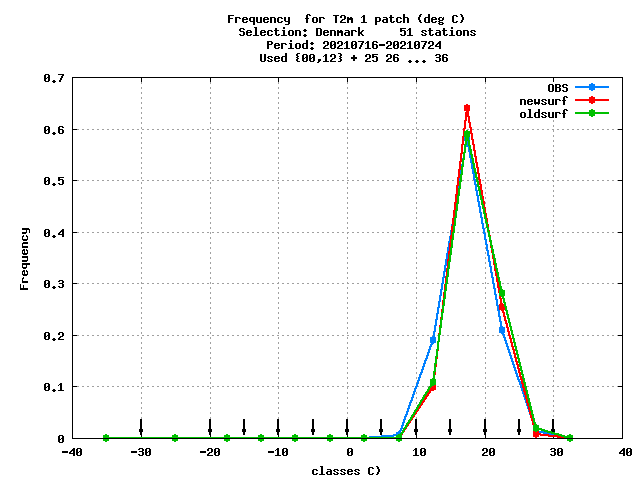 Frequency  for T2m 1 patch (deg C)
Selection: Denmark     51 stations
Period: 20210716-20210724
Used {00,12} + 25 26 ... 36
OBS
newsurf
oldsurf
0.7
0.6
0.5
0.4
0.3
0.2
0.1
0
Frequency
-40 -30 -20 -10 0 10 20 30 40
classes C)